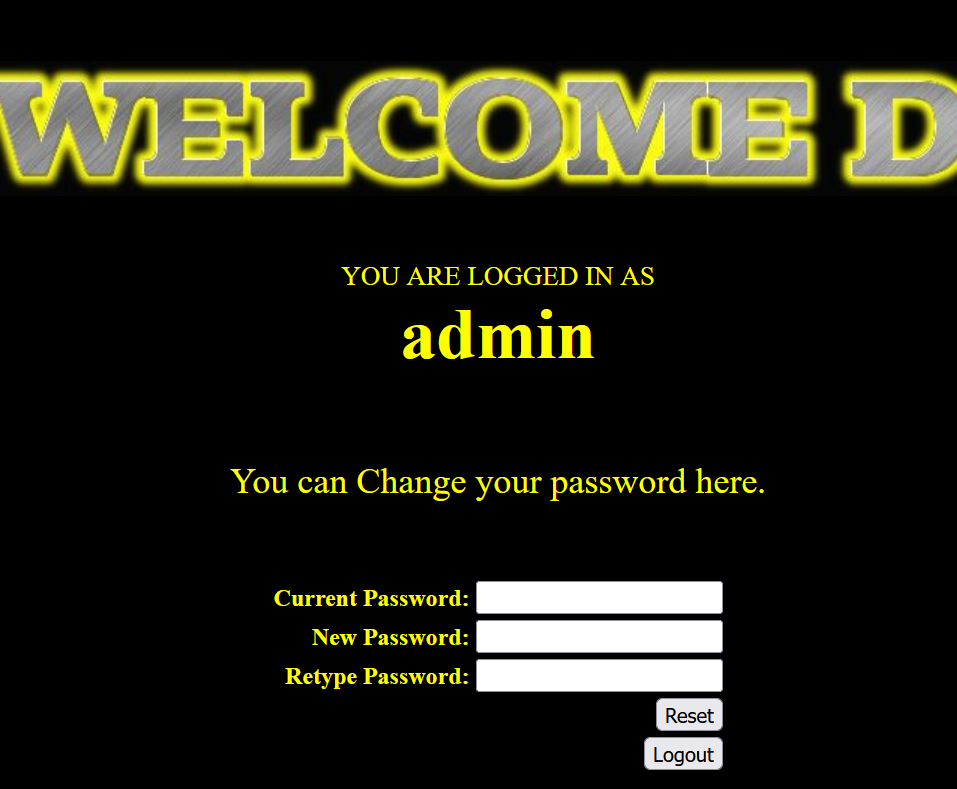 WELCOME D
YOU ARE LOGGED IN AS
admin
You can Change your password here.
Current Password:
New Password:
Retype Password:
Reset
Logout